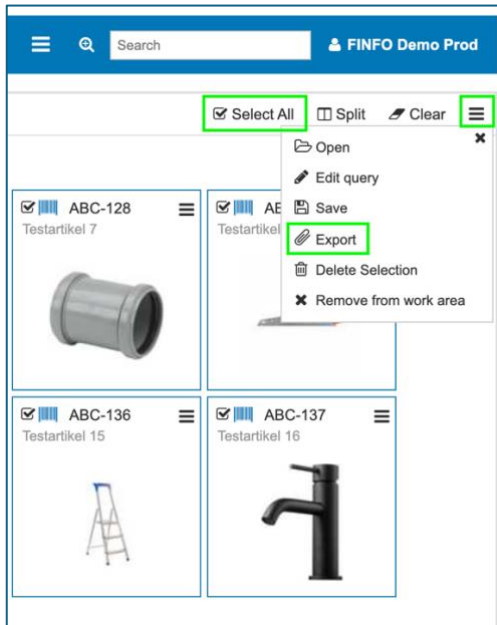 Search
FINFO Demo Prod
Select All Split Clear
Open
Edit query
Save
Export
Delete Selection
Remove from work area
ABC-128
Testartikel 7
ABC-136
Testartikel 15
ABC-137
Testartikel 16